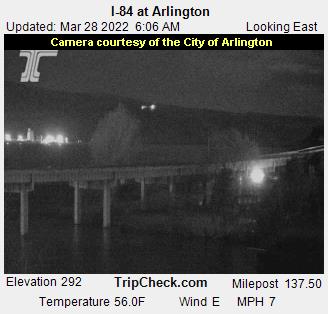 I-84 at Arlington
Updated: Mar 28 2022 6:06 AM Looking East
Camera courtesy of the City of Arlington
Elevation 292 TripCheck.com Milepost 137.50
Temperature 56.0F Wind E MPH 7